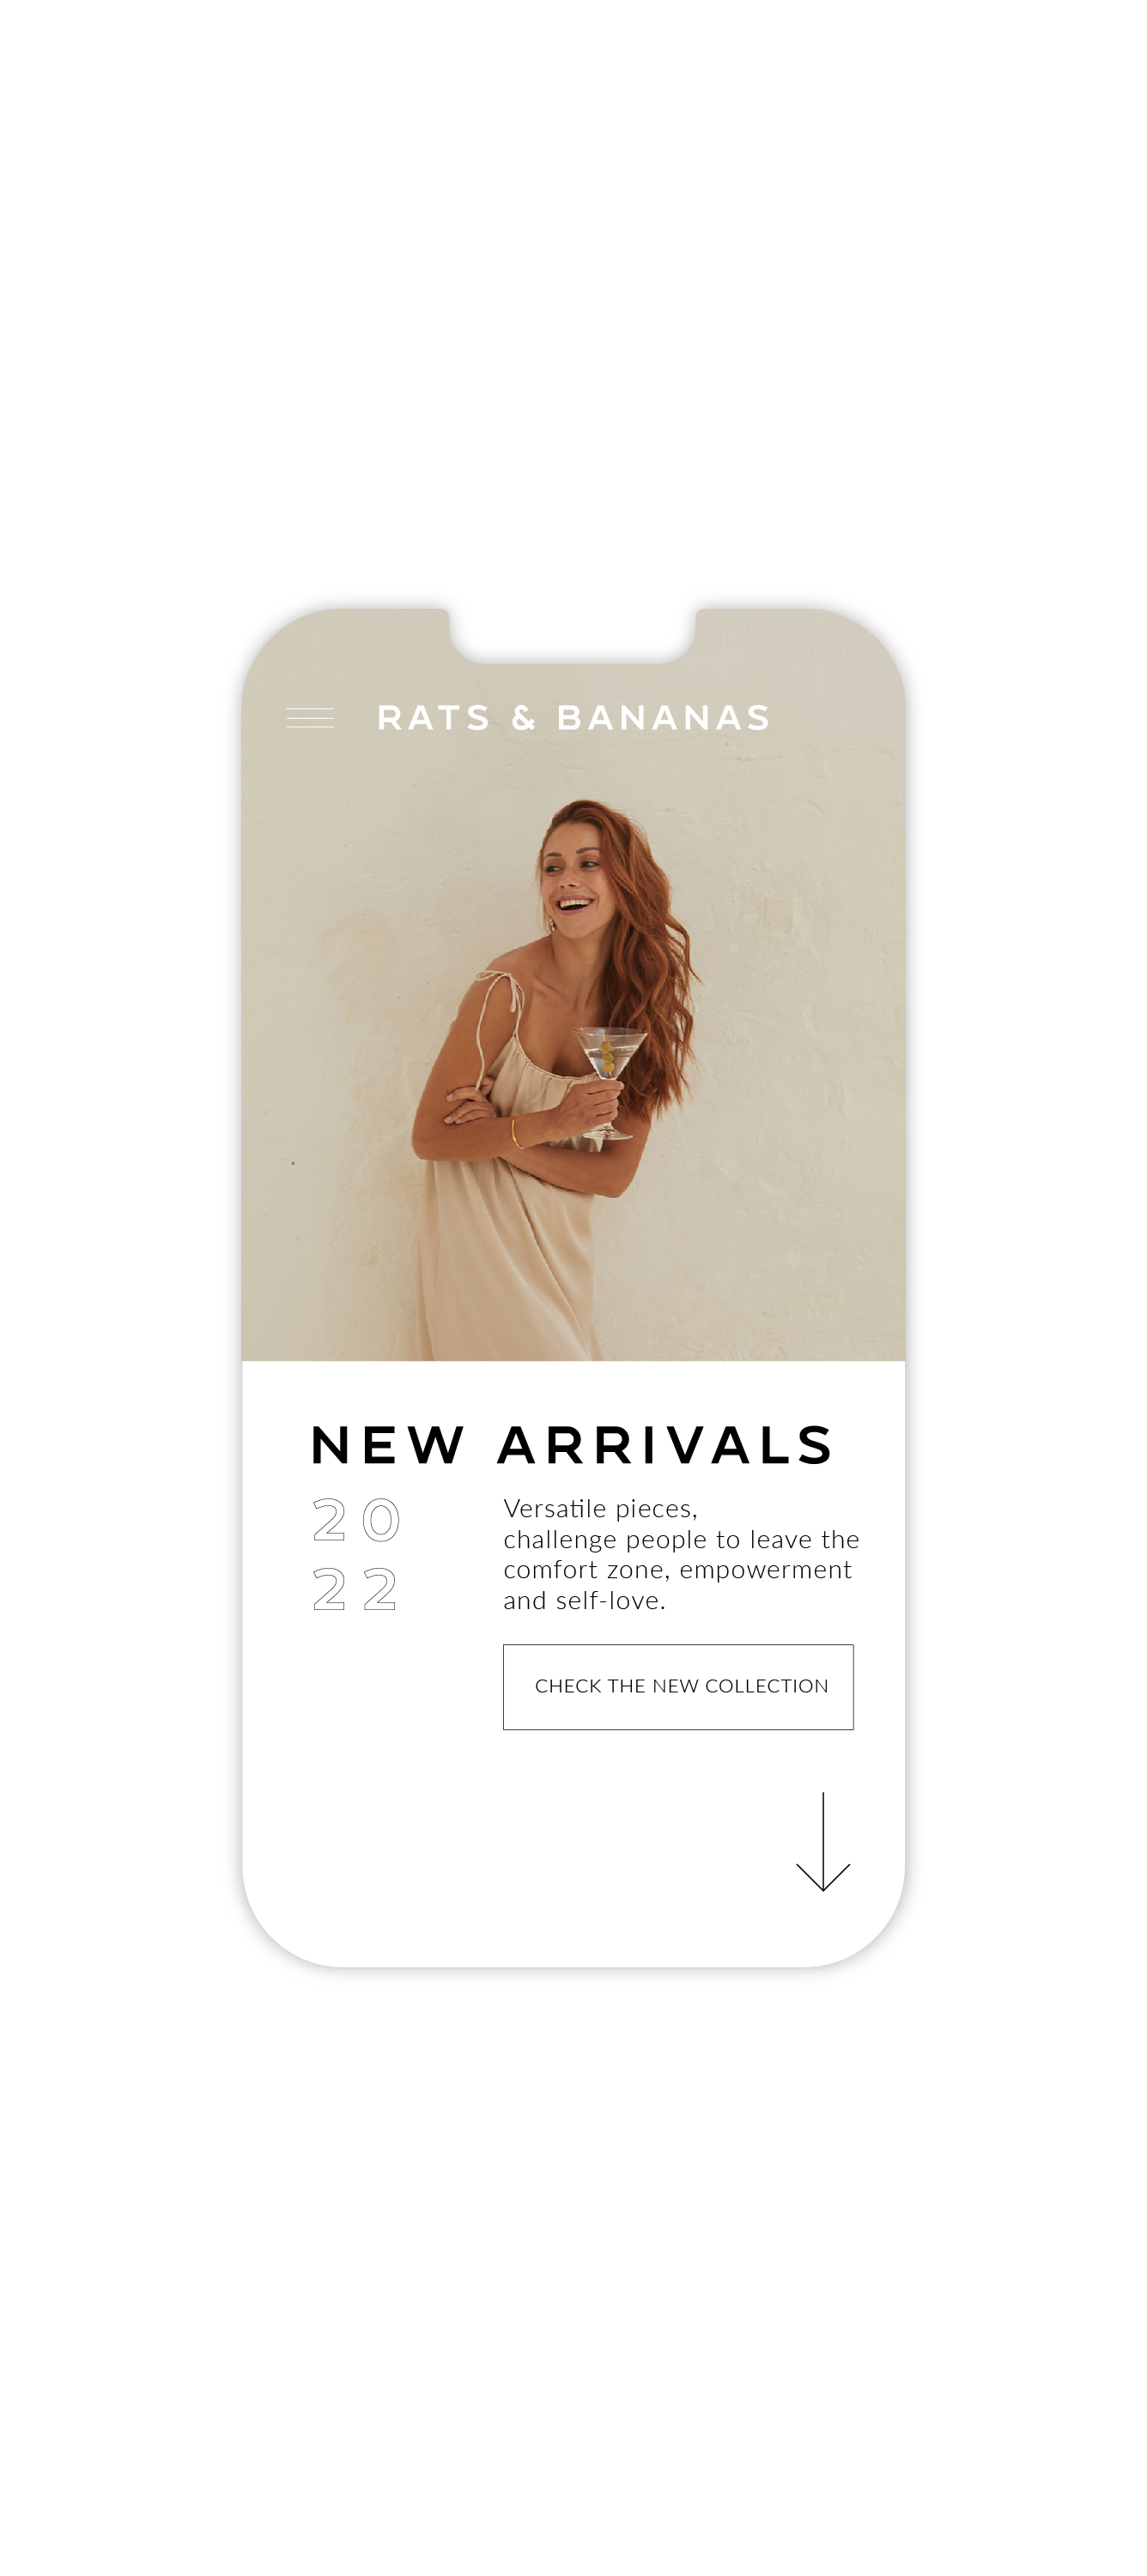 RATS & BANANAS
NEW ARRIVALS
20
22
Versatile pieces,
challenge people to leave the
comfort zone, empowerment
and self-love.
CHECK THE NEW COLLECTION